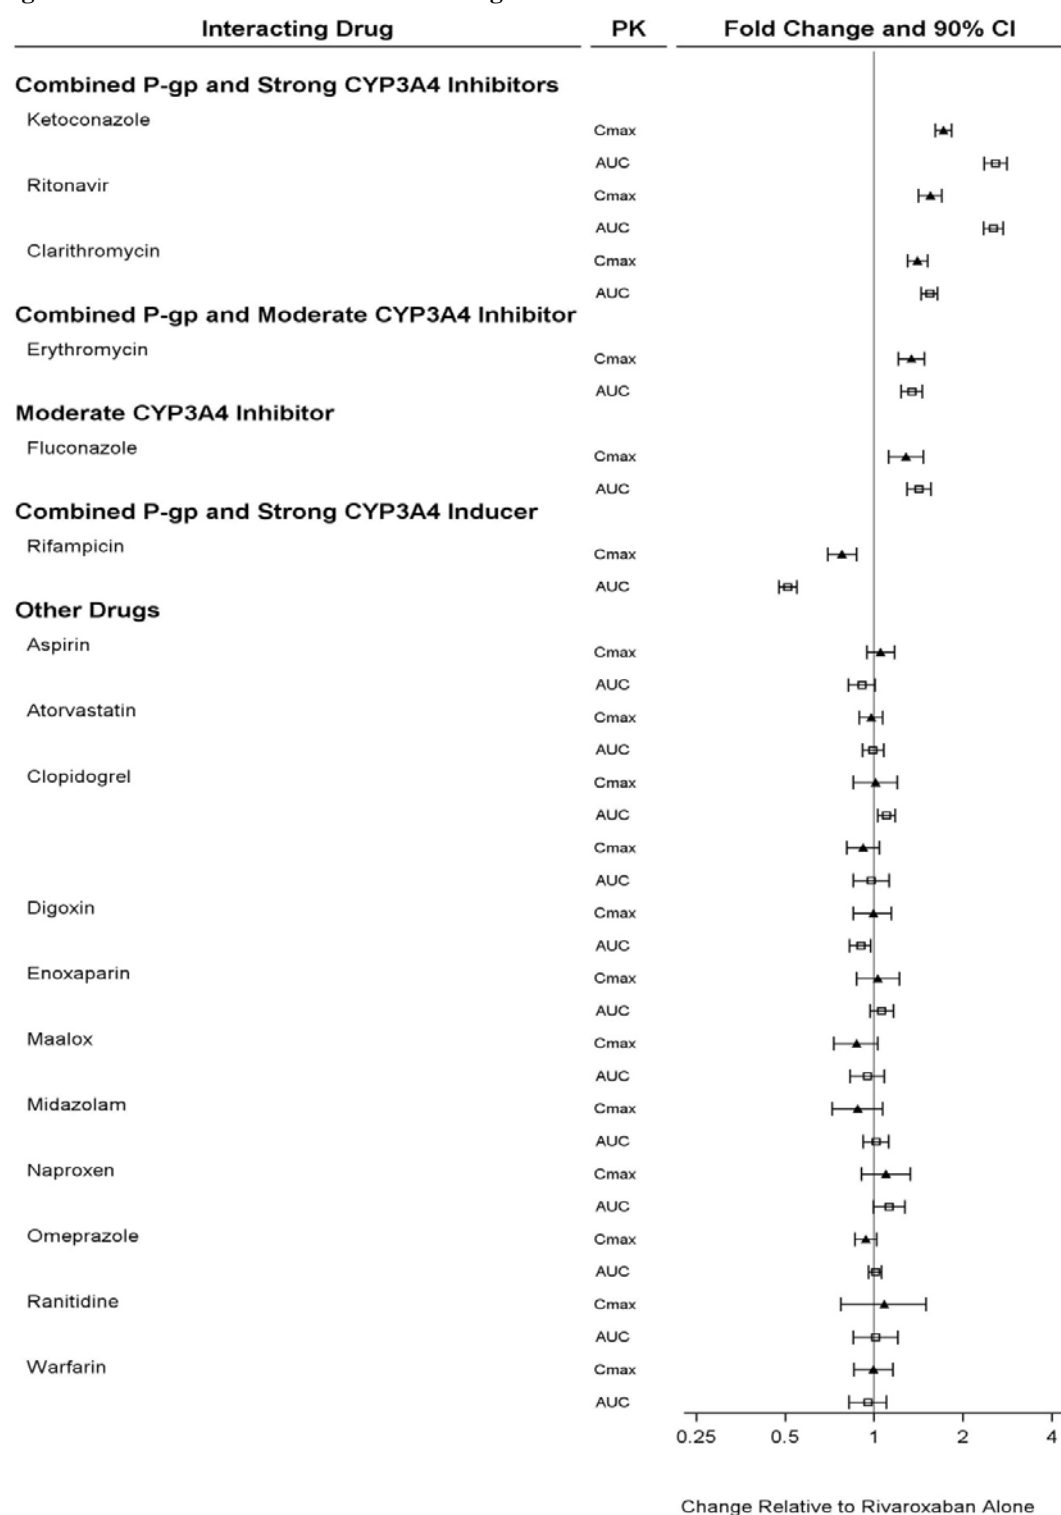 Interacting Drug PK Fold Change and 90% CI
Combined P-gp and Strong CYP3A4 Inhibitors
Ketoconazole
Cmax
AUC
Ritonavir
Cmax
AUC
Clarithromycin
Cmax
AUC
Combined P-gp and Moderate CYP3A4 Inhibitor
Erythromycin
Cmax
AUC
Moderate CYP3A4 Inhibitor
Fluconazole
Cmax
AUC
Combined P-gp and Strong CYP3A4 Inducer
Rifampicin
Cmax
AUC
Other Drugs
Aspirin
Cmax
AUC
Atorvastatin
Cmax
AUC
Clopidogrel
Cmax
AUC
Cmax
AUC
Digoxin
Cmax
AUC
Enoxaparin
Cmax
AUC
Maalox
Cmax
AUC
Midazolam
Cmax
AUC
Naproxen
Cmax
AUC
Omeprazole
Cmax
AUC
Ranitidine
Cmax
AUC
Warfarin
Cmax
AUC
0.25 0.5 1 2 4
Change Relative to Rivaroxaban Alone